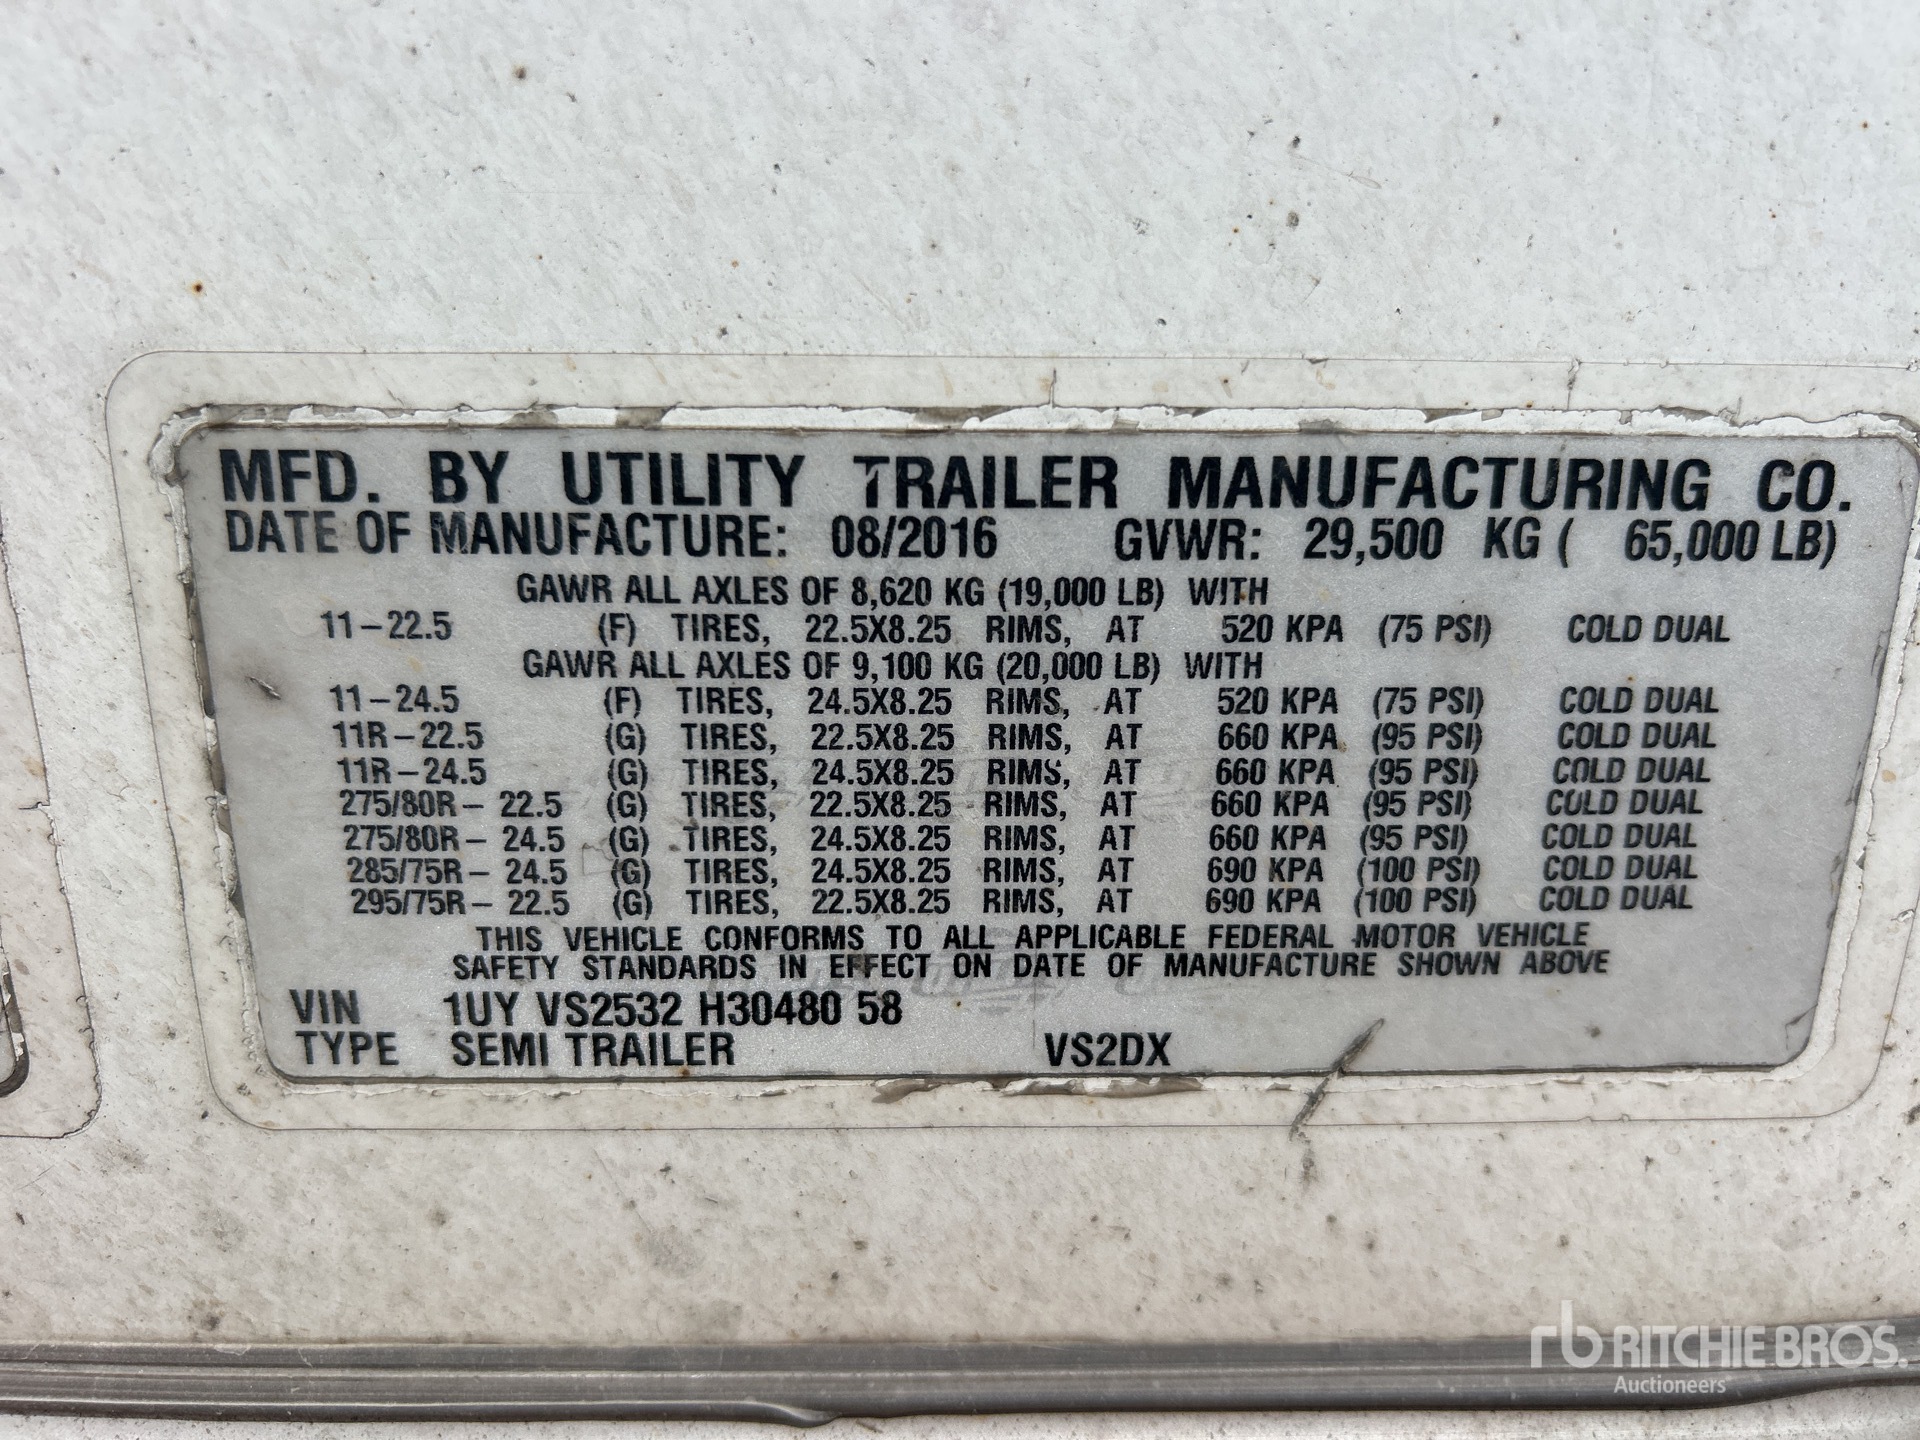 MFD. BY UTILITY TRAILER MANUFACTURING CO.
DATE OF MANUFACTURE: 08/2016 GVWR: 29,500 KG ( 65,000 LB)
GAWR ALL AXLES OF 8,620 KG (19,000 LB) WITH
11-22.5 (F) TIRES, 22.5X8.25 RIMS, AT 520 KPA (75 PSI) COLD DUAL
GAWR ALL AXLES OF 9,100 KG (20,000 LB) WITH
11-24.5 (F) TIRES, 24.5X8.25 RIMS, AT 520 KPA (75 PSI) COLD DUAL
11R-22.5 (G) TIRES, 22.5X8.25 RIMS, AT 660 KPA (95 PSI) COLD DUAL
11R-24.5 (G) TIRES, 24.5X8.25 RIMS, AT 660 KPA (95 PSI) COLD DUAL
275/80R- 22.5 (G) TIRES, 22.5X8.25 RIMS, AT 660 KPA (95 PSI) COLD DUAL
275/80R- 24.5 (G) TIRES, 24.5X8.25 RIMS, AT 660 KPA (95 PSI) COLD DUAL
285/75R- 24.5 (G) TIRES, 24.5X8.25 RIMS, AT 690 KPA (100 PSI) COLD DUAL
295/75R- 22.5 (G) TIRES, 22.5X8.25 RIMS, AT 690 KPA (100 PSI) COLD DUAL
THIS VEHICLE CONFORMS TO ALL APPLICABLE FEDERAL MOTOR VEHICLE
SAFETY STANDARDS IN EFFECT ON DATE OF MANUFACTURE SHOWN ABOVE
VIN 1UY VS2532 H30480 58
TYPE SEMI TRAILER VS2DX
rb RITCHIE BROS.
Auctioneers